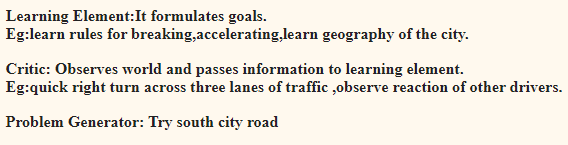 Learning Element:It formulates goals.
Eg:learn rules for breaking,accelerating,learn geography of the city.
Critic: Observes world and passes information to learning element.
Eg:quick right turn across three lanes of traffic ,observe reaction of other drivers.
Problem Generator: Try south city road